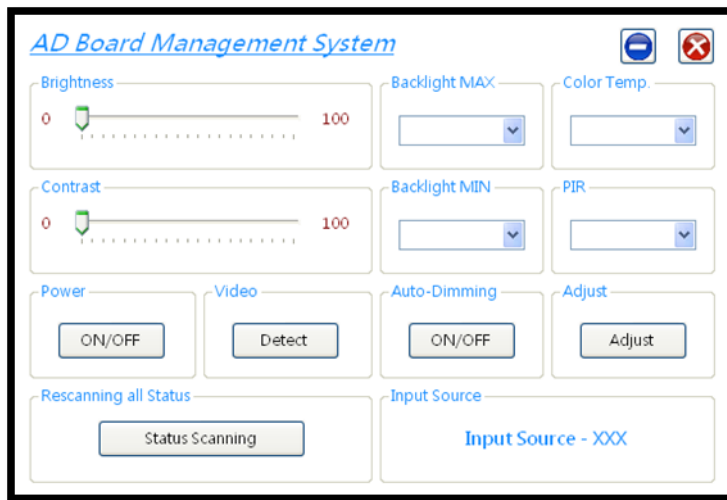 AD Board Management System
Brightness
0 100
Backlight MAX
Color Temp.
Contrast
0 100
Backlight MIN
PIR
Power
ON/OFF
Video
Detect
Auto-Dimming
ON/OFF
Adjust
Adjust
Rescanning all Status
Status Scanning
Input Source
Input Source - XXX